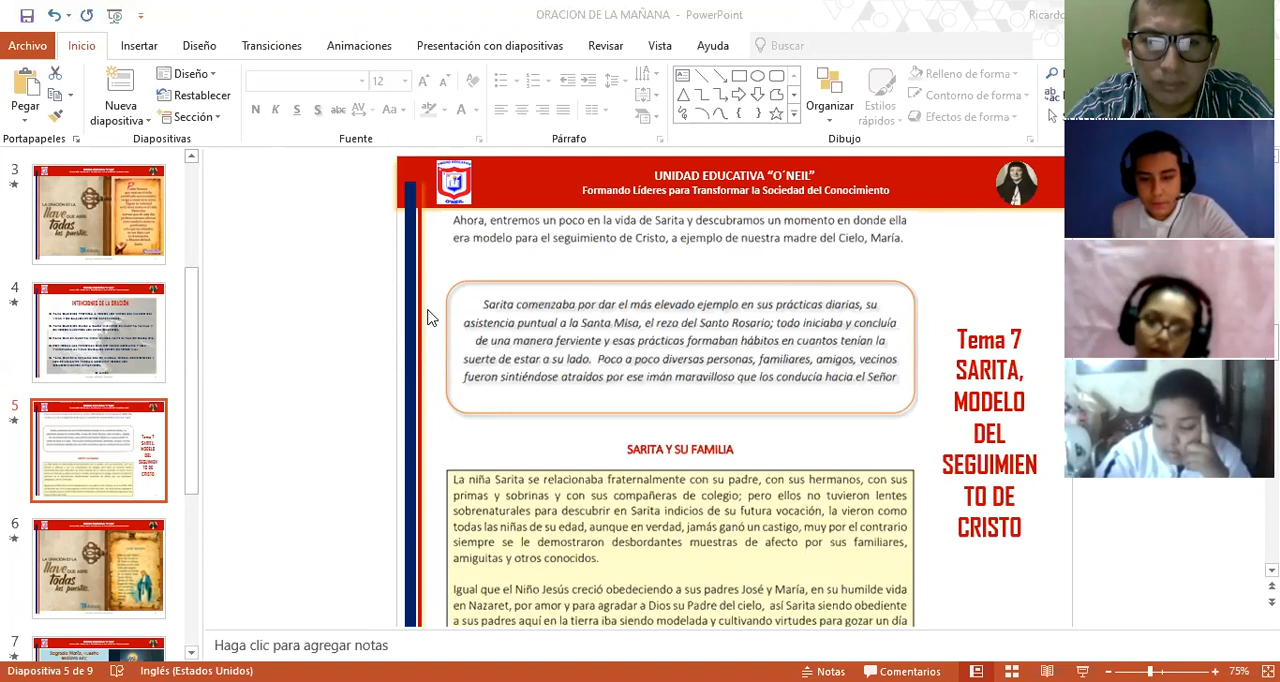 ORACION DE LA MAÑANA - PowerPoint
Ricardo
Archivo Inicio Insertar Diseño Transiciones Animaciones Presentación con diapositivas Revisar Vista Ayuda Buscar
Pegar
Nueva diapositiva
Diseño
Restablecer
Sección
12
N K S S abc AV Aa A
Organizar
Estilos rápidos
Relleno de forma
Contorno de forma
Efectos de forma
Portapapeles Diapositivas Fuente Párrafo Dibujo
3
4
INTENCIONES DE LA ORACIÓN
5
6
7
UNIDAD EDUCATIVA “O´NEIL”
Formando Líderes para Transformar la Sociedad del Conocimiento
Ahora, entremos un poco en la vida de Sarita y descubramos un momento en donde ella
era modelo para el seguimiento de Cristo, a ejemplo de nuestra madre del Cielo, María.
Sarita comenzaba por dar el más elevado ejemplo en sus prácticas diarias, su
asistencia puntual a la Santa Misa, el rezo del Santo Rosario; todo iniciaba y concluía
de una manera ferviente y esas prácticas formaban hábitos en cuantos tenían la
suerte de estar a su lado. Poco a poco diversas personas, familiares, amigos, vecinos
fueron sintiéndose atraídos por ese imán maravilloso que los conducía hacia el Señor
Tema 7
SARITA,
MODELO
DEL
SEGUIMIEN
TO DE
CRISTO
SARITA Y SU FAMILIA
La niña Sarita se relacionaba fraternalmente con su padre, con sus hermanos, con sus
primas y sobrinas y con sus compañeras de colegio; pero ellos no tuvieron lentes
sobrenaturales para descubrir en Sarita indicios de su futura vocación, la vieron como
todas las niñas de su edad, aunque en verdad, jamás ganó un castigo, muy por el contrario
siempre se le demostraron desbordantes muestras de afecto por sus familiares,
amiguitas y otros conocidos.
Igual que el Niño Jesús creció obedeciendo a sus padres José y María, en su humilde vida
en Nazaret, por amor y para agradar a Dios su Padre del cielo, así Sarita siendo obediente
a sus padres aquí en la tierra iba siendo modelada y cultivando virtudes para gozar un día
Haga clic para agregar notas
Diapositiva 5 de 9 Inglés (Estados Unidos) Notas Comentarios 75%